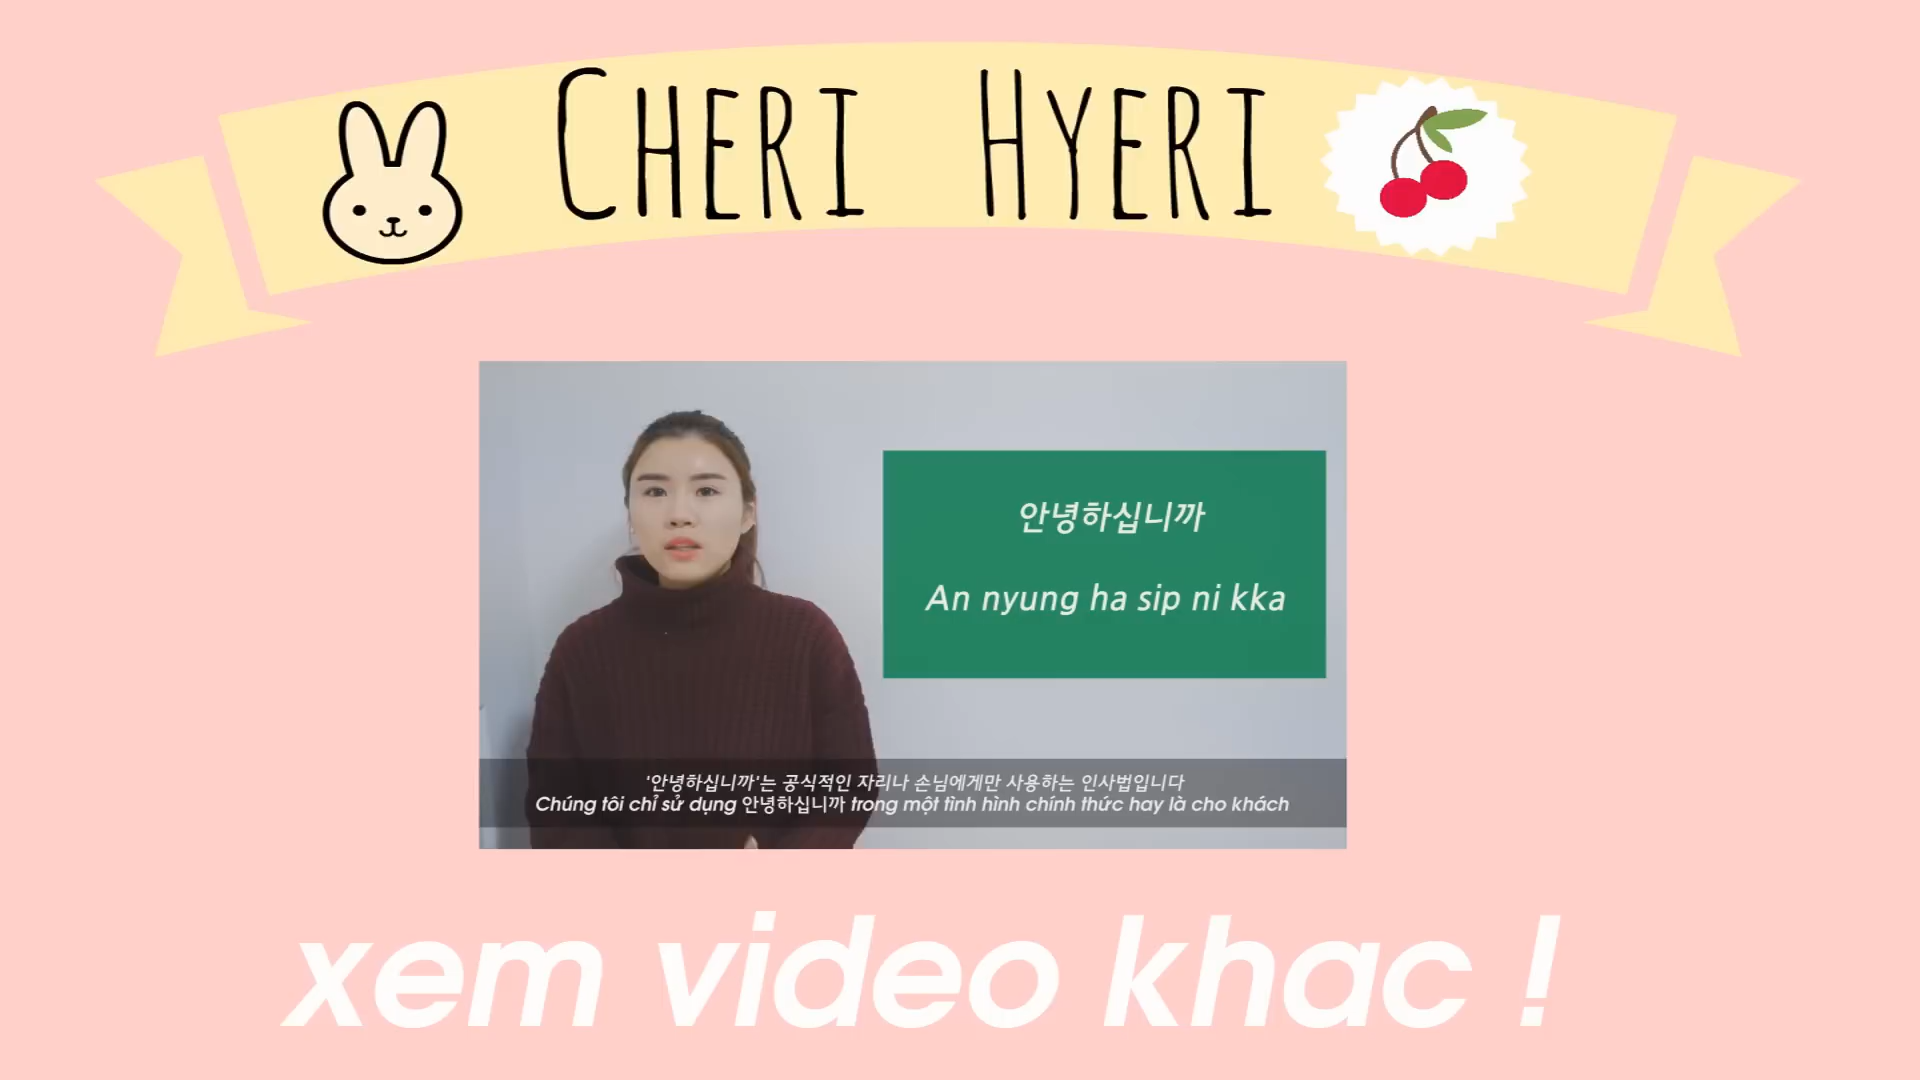 Cheri Hyeri
안녕하십니까
An nyung ha sip ni kka
'안녕하십니까'는 공식적인 자리나 손님에게만 사용하는 인사법입니다
Chúng tôi chỉ sử dụng 안녕하십니까 trong một tình hình chính thức hay là cho khách
xem video khac !